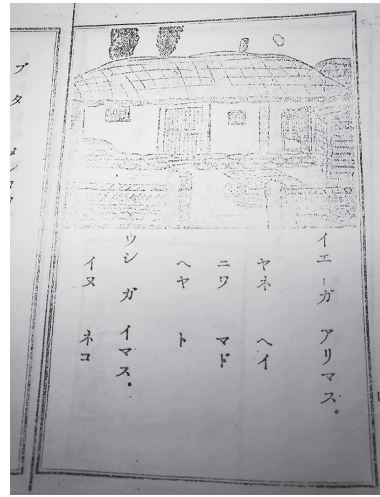 イエーガ アリマス。
ヤネ ヘイ
ニワ マド
ヘヤ ト
ウシ ガ イマス。
イヌ ネコ
ブタ